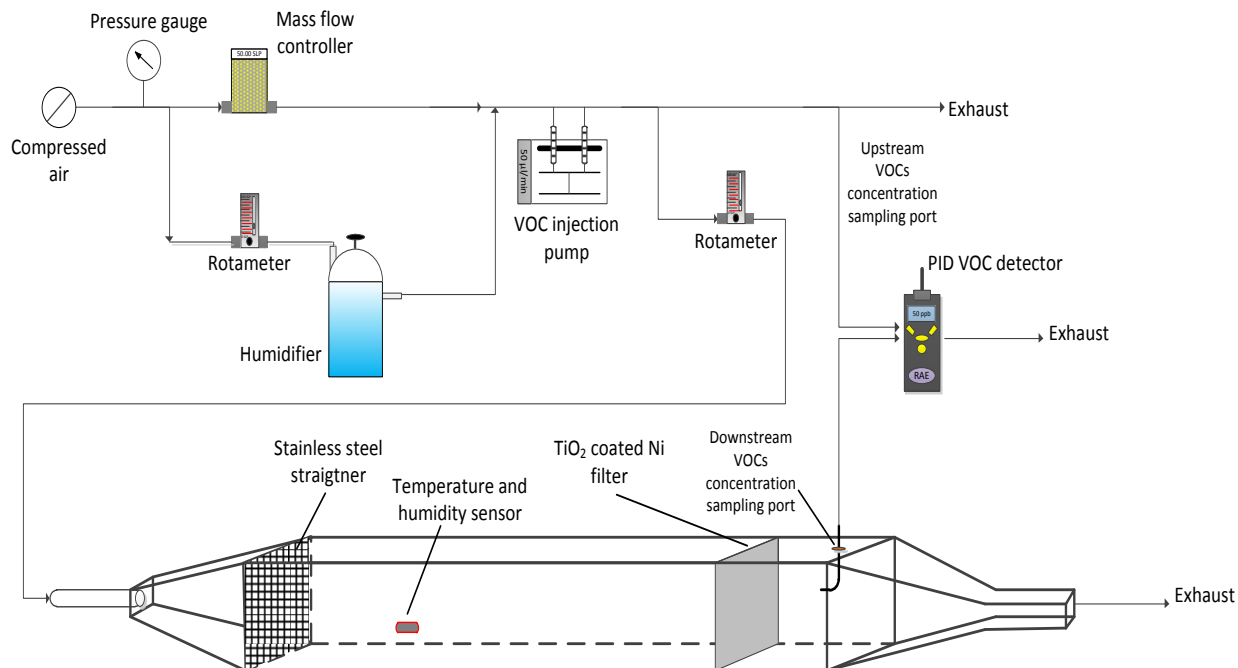 Pressure gauge
Mass flow
controller
50.00 SLP
Compressed
air
Exhaust
Upstream
VOCs
concentration
sampling port
50 µl/min
VOC injection
pump
Rotameter
Rotameter
PID VOC detector
50 ppb
RAE
Exhaust
Humidifier
Stainless steel
straigtner
Temperature and
humidity sensor
TiO₂ coated Ni
filter
Downstream
VOCs
concentration
sampling port
Exhaust